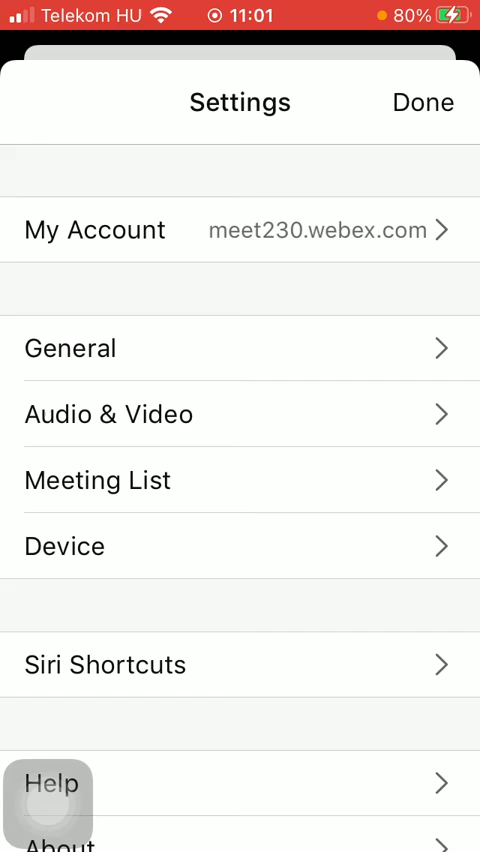 Telekom HU 11:01 80%
Settings Done
My Account meet230.webex.com
General
Audio & Video
Meeting List
Device
Siri Shortcuts
Help
About